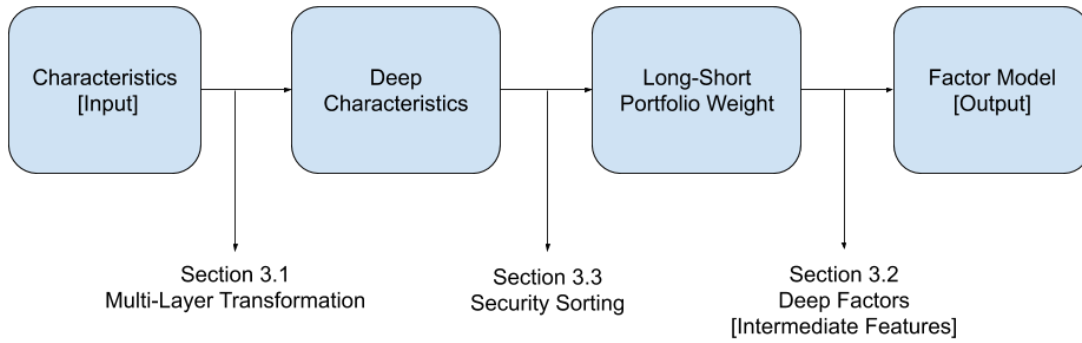 Characteristics
[Input]
Deep
Characteristics
Long-Short
Portfolio Weight
Factor Model
[Output]
Section 3.1
Multi-Layer Transformation
Section 3.3
Security Sorting
Section 3.2
Deep Factors
[Intermediate Features]